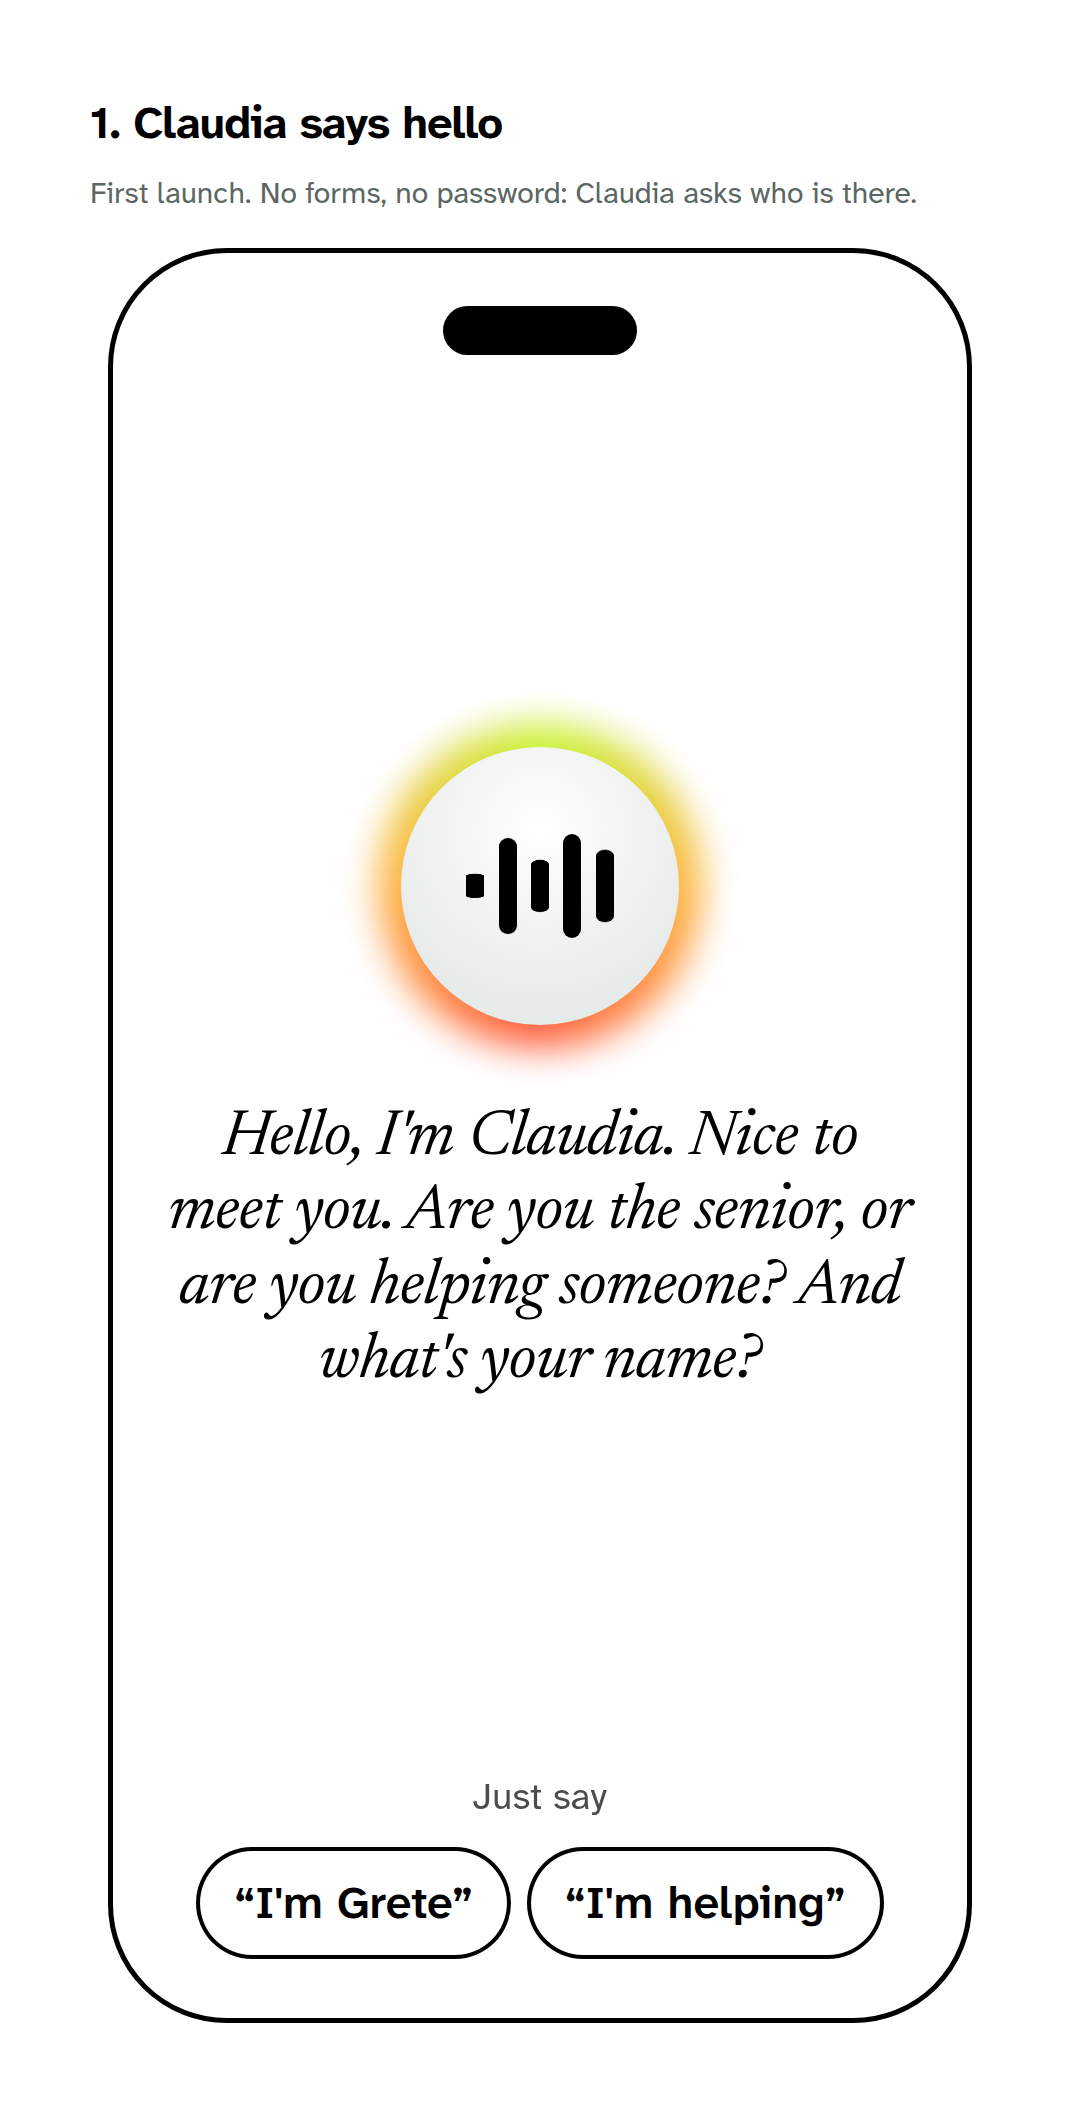 1. Claudia says hello
First launch. No forms, no password: Claudia asks who is there.
Hello, I'm Claudia. Nice to
meet you. Are you the senior, or
are you helping someone? And
what's your name?
Just say
“I'm Grete” “I'm helping”